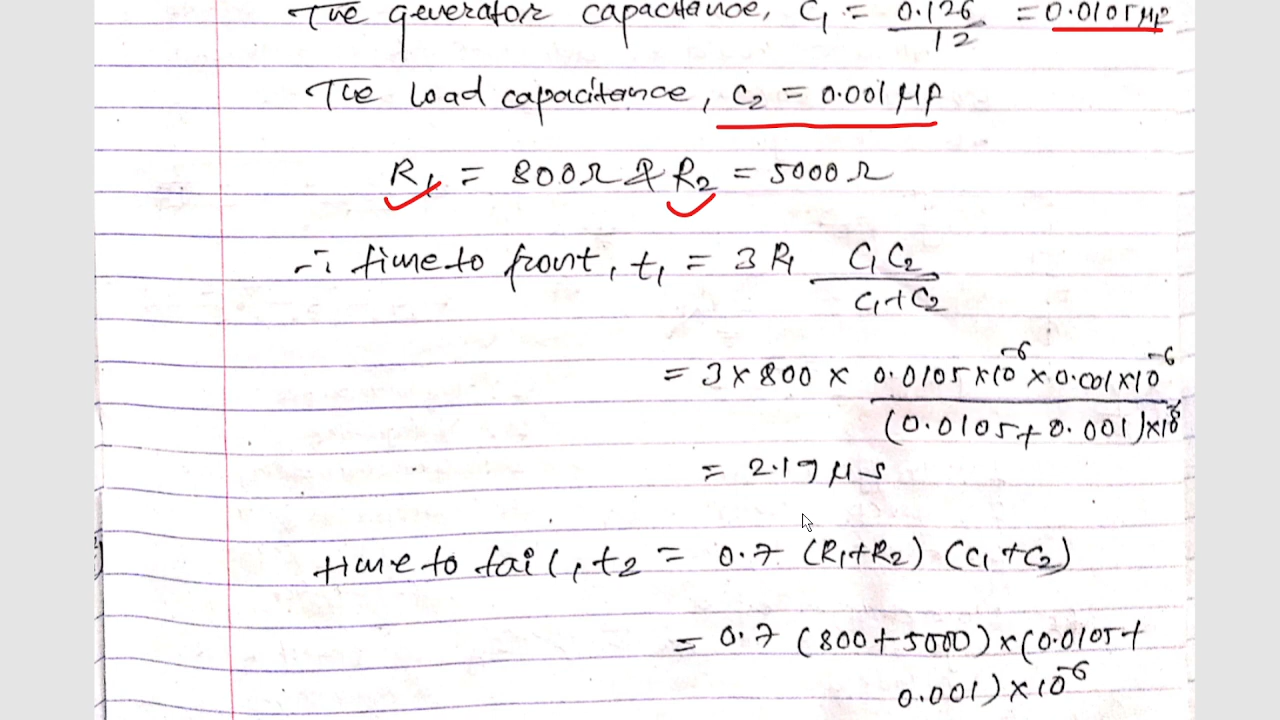 The generator capacitance, C₁ = 0.126/12 = 0.0105 μF
The load capacitance, C₂ = 0.001 μF
R₁ = 800Ω & R₂ = 5000Ω
∴ time to front, t₁ = 3 R₁ C₁C₂/C₁+C₂
= 3 × 800 × 0.0105×10⁻⁶ × 0.001×10⁻⁶/(0.0105+0.001)×10⁻⁶
= 2.19 μs
time to tail, t₂ = 0.7 (R₁+R₂) (C₁+C₂)
= 0.7 (800+5000)×(0.0105+
0.001)×10⁻⁶